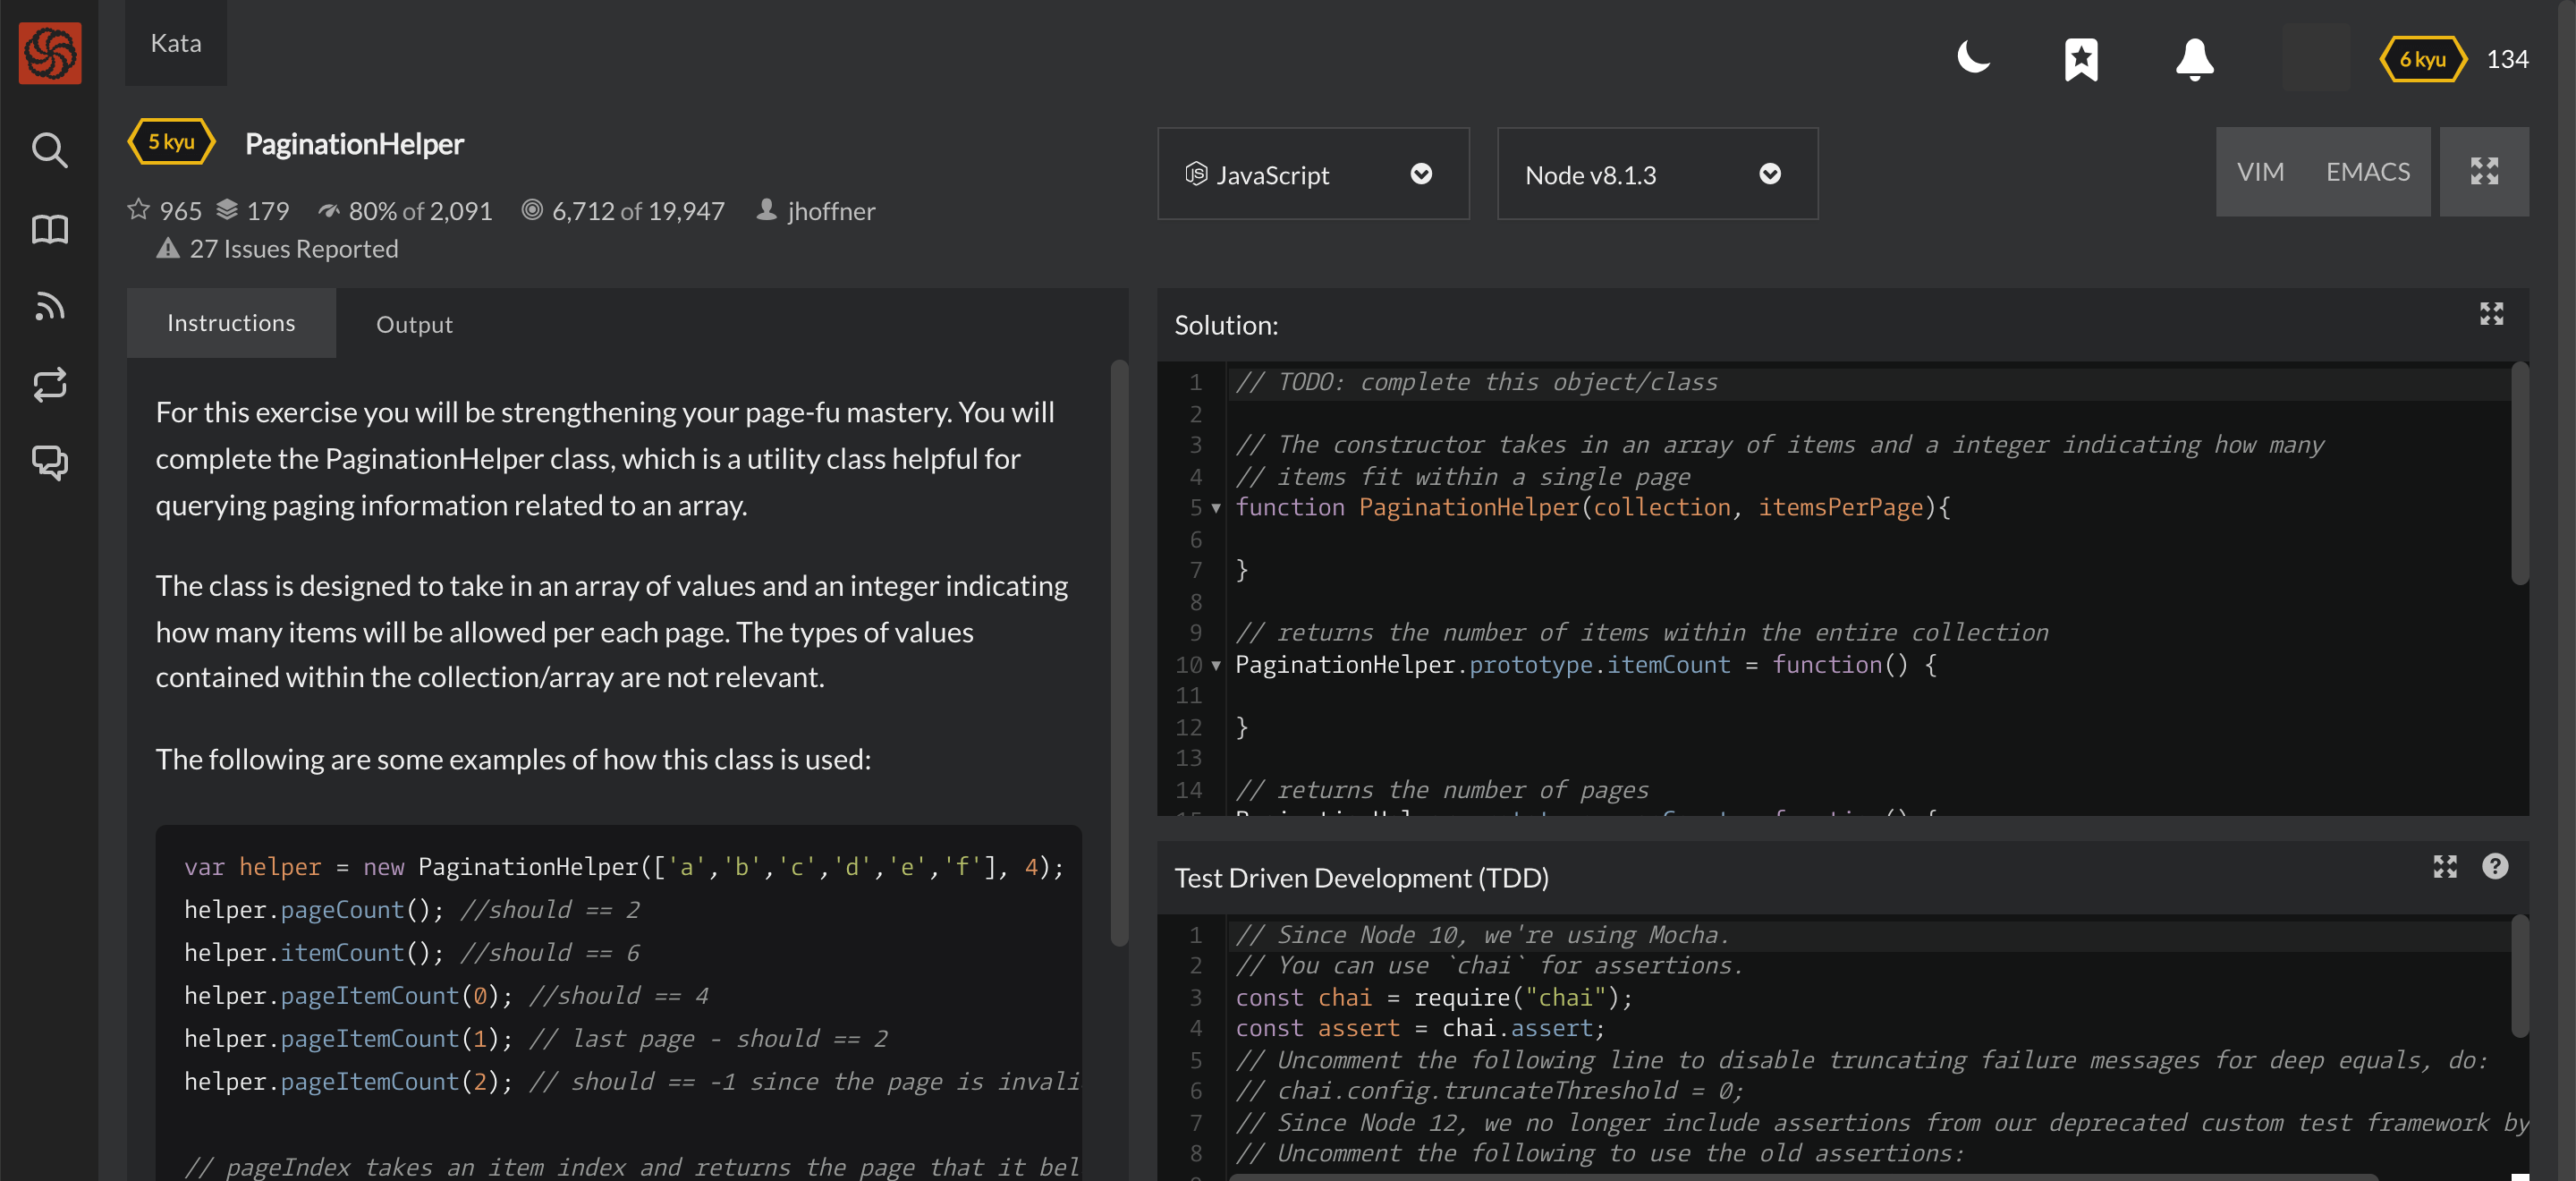 Kata
6 kyu 134
5 kyu PaginationHelper
965 179 80% of 2,091 6,712 of 19,947 jhoffner
27 Issues Reported
JavaScript
Node v8.1.3
VIM EMACS
Instructions Output
For this exercise you will be strengthening your page-fu mastery. You will
complete the PaginationHelper class, which is a utility class helpful for
querying paging information related to an array.
The class is designed to take in an array of values and an integer indicating
how many items will be allowed per each page. The types of values
contained within the collection/array are not relevant.
The following are some examples of how this class is used:
var helper = new PaginationHelper(['a','b','c','d','e','f'], 4);
helper.pageCount(); //should == 2
helper.itemCount(); //should == 6
helper.pageItemCount(0); //should == 4
helper.pageItemCount(1); // last page - should == 2
helper.pageItemCount(2); // should == -1 since the page is invali
// pageIndex takes an item index and returns the page that it bel
Solution:
1 // TODO: complete this object/class
2
3 // The constructor takes in an array of items and a integer indicating how many
4 // items fit within a single page
5 function PaginationHelper(collection, itemsPerPage){
6
7 }
8
9 // returns the number of items within the entire collection
10 PaginationHelper.prototype.itemCount = function() {
11
12 }
13
14 // returns the number of pages
Test Driven Development (TDD)
1 // Since Node 10, we're using Mocha.
2 // You can use `chai` for assertions.
3 const chai = require("chai");
4 const assert = chai.assert;
5 // Uncomment the following line to disable truncating failure messages for deep equals, do:
6 // chai.config.truncateThreshold = 0;
7 // Since Node 12, we no longer include assertions from our deprecated custom test framework by
8 // Uncomment the following to use the old assertions: